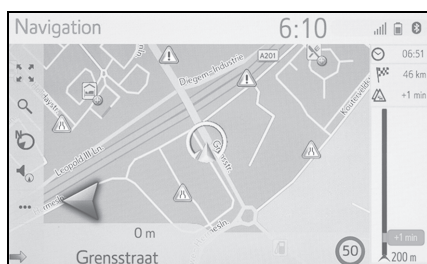 Navigation 6:10
06:51
A201
Diegem-Industrie
46 km
+1 min
N
Leopold III Ln.
Grensstr.
+1 min
0 m
Grensstraat
50
200 m